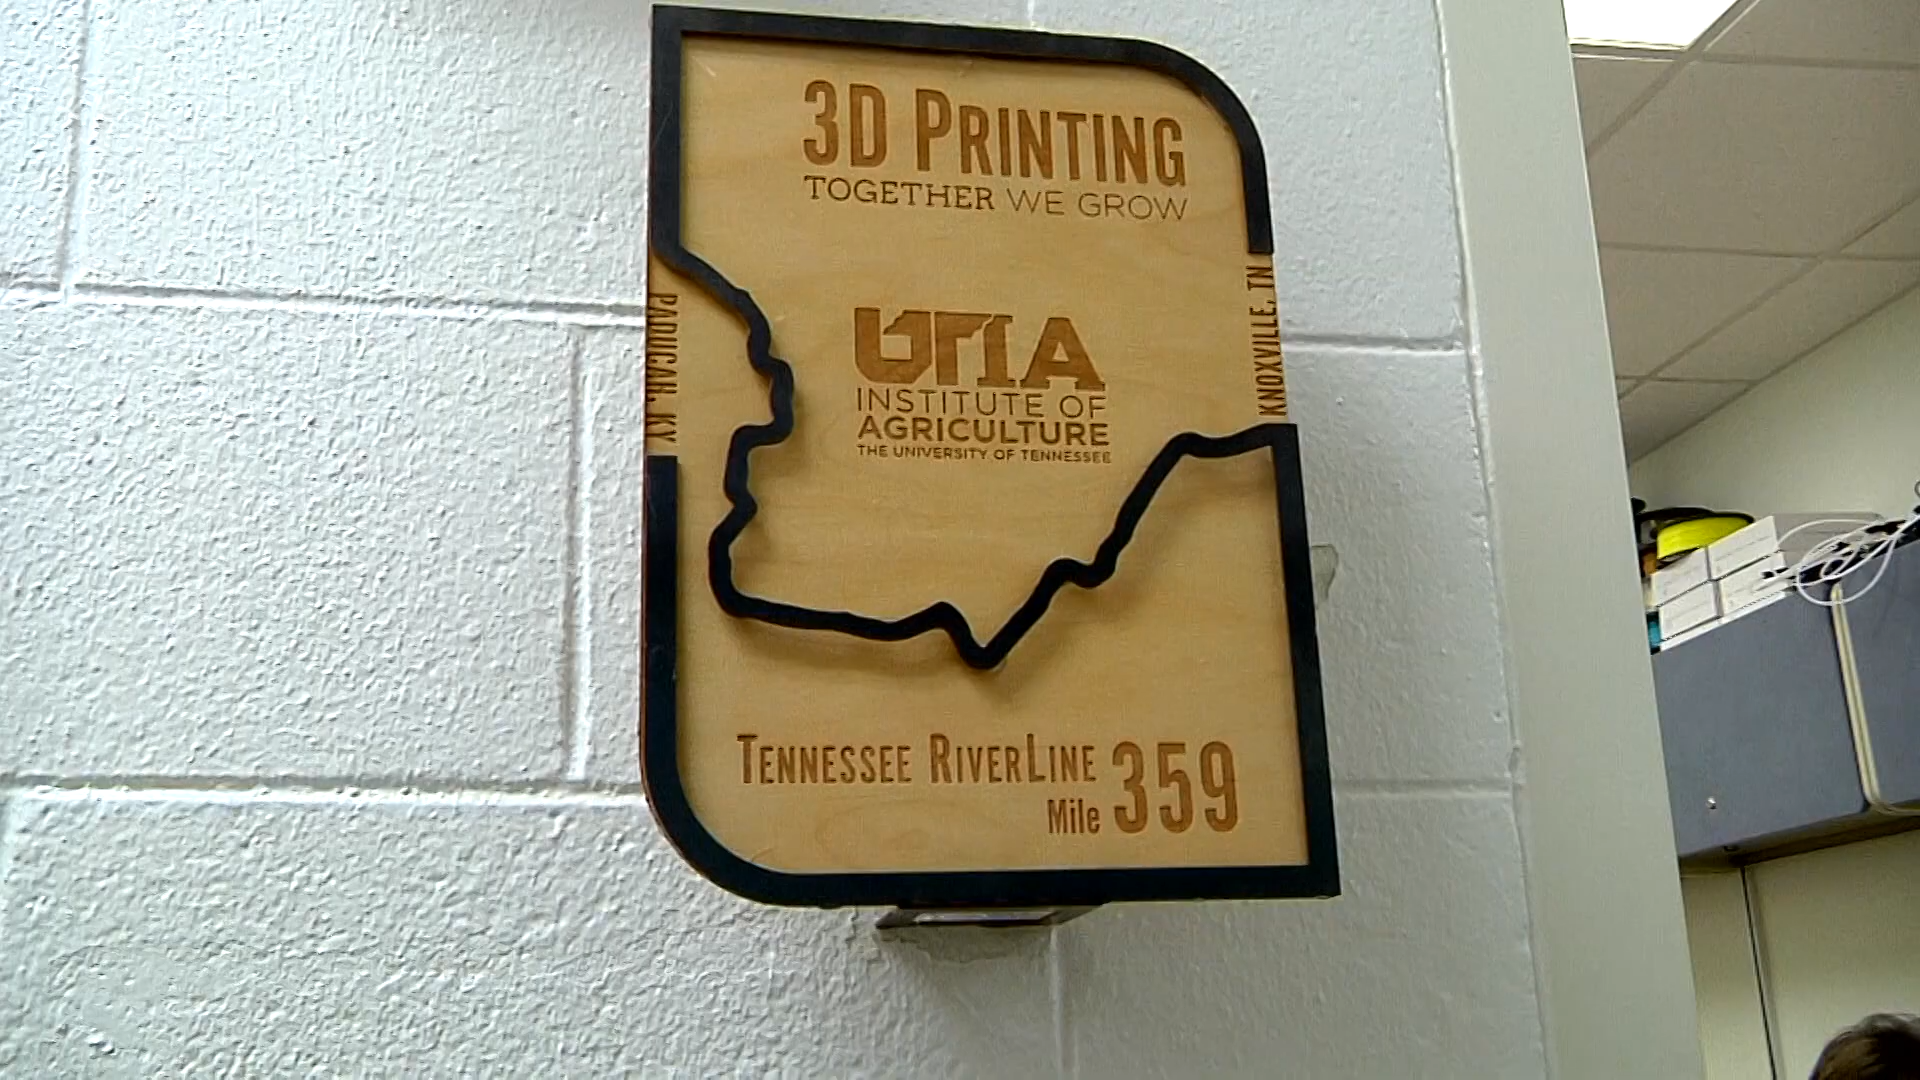 3D PRINTING
TOGETHER WE GROW
KNOXVILLE, TN
PADUCAH, KY
UTIA
INSTITUTE OF
AGRICULTURE
THE UNIVERSITY OF TENNESSEE
TENNESSEE RIVERLINE
Mile 359